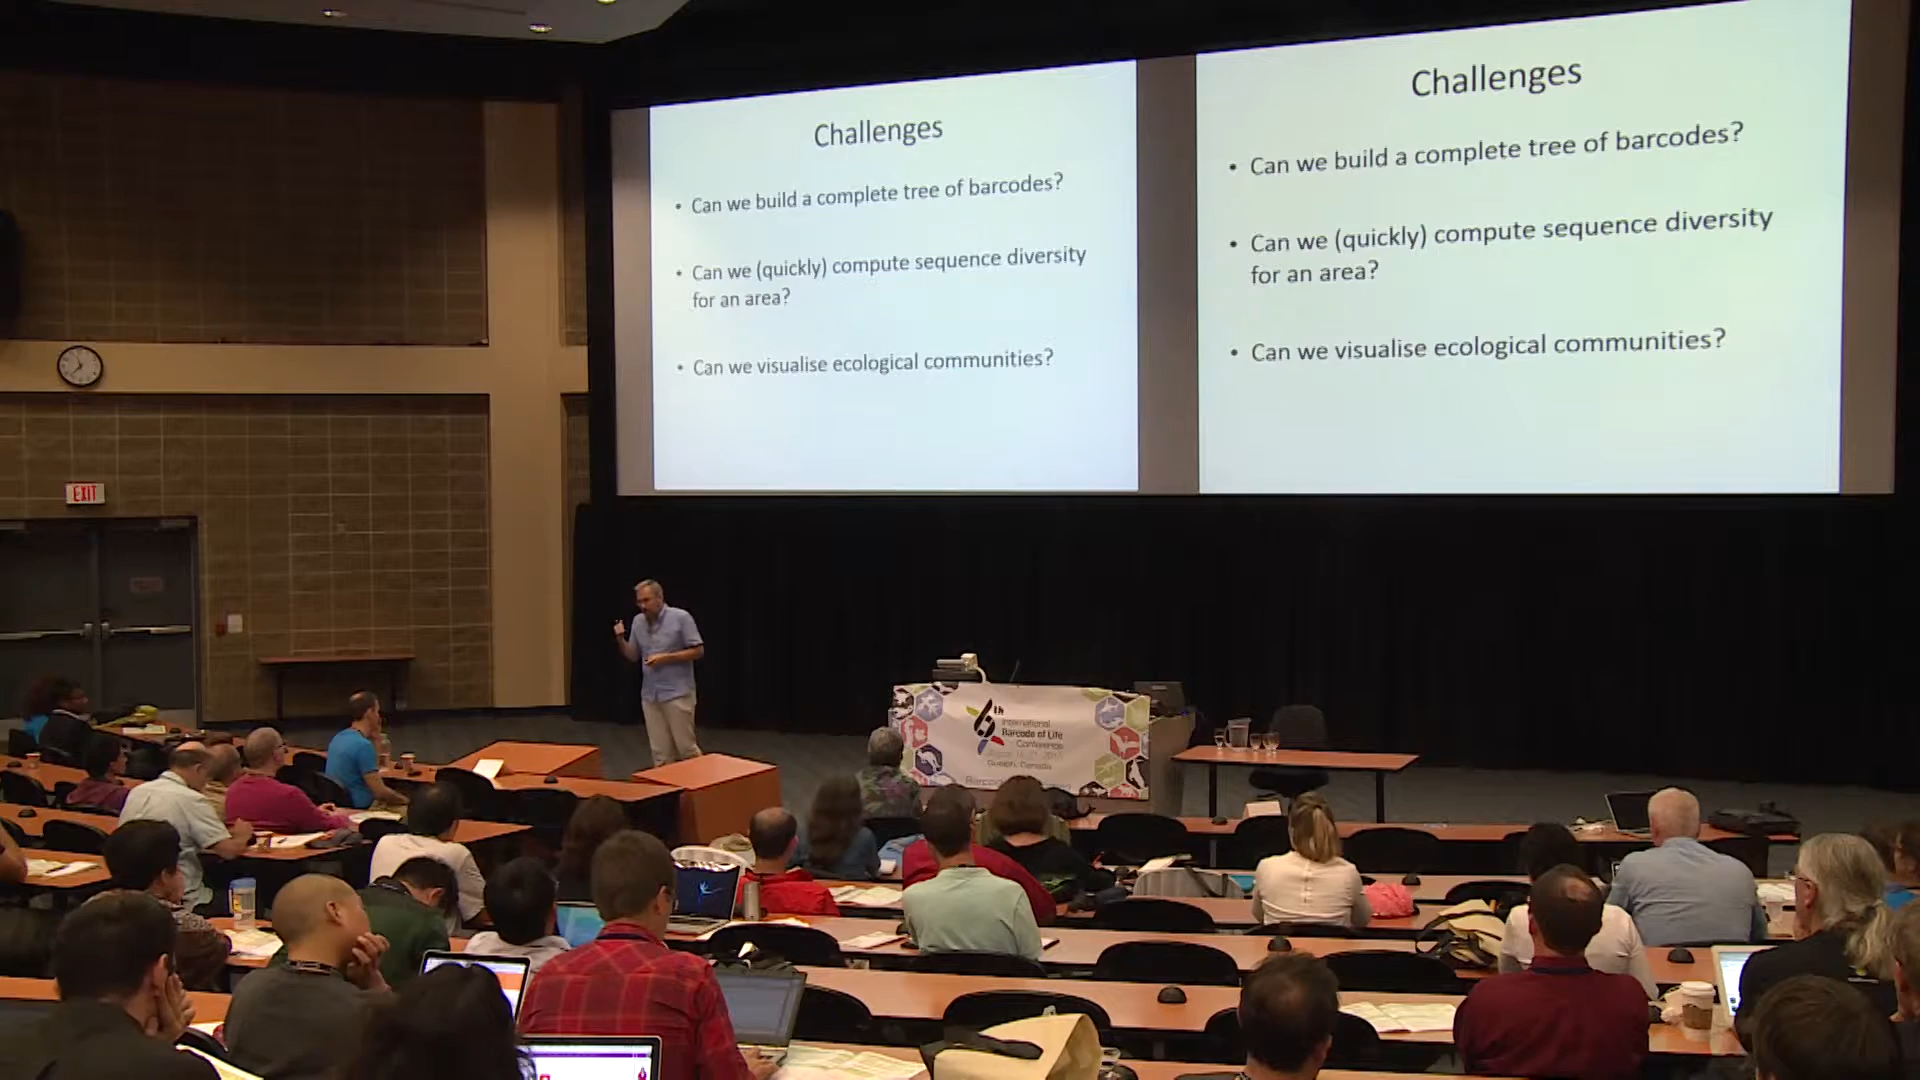 Challenges
• Can we build a complete tree of barcodes?
• Can we (quickly) compute sequence diversity
for an area?
• Can we visualise ecological communities?
Challenges
• Can we build a complete tree of barcodes?
• Can we (quickly) compute sequence diversity
for an area?
• Can we visualise ecological communities?
EXIT
6th
International
Barcode of Life
Conference
Guelph, Canada